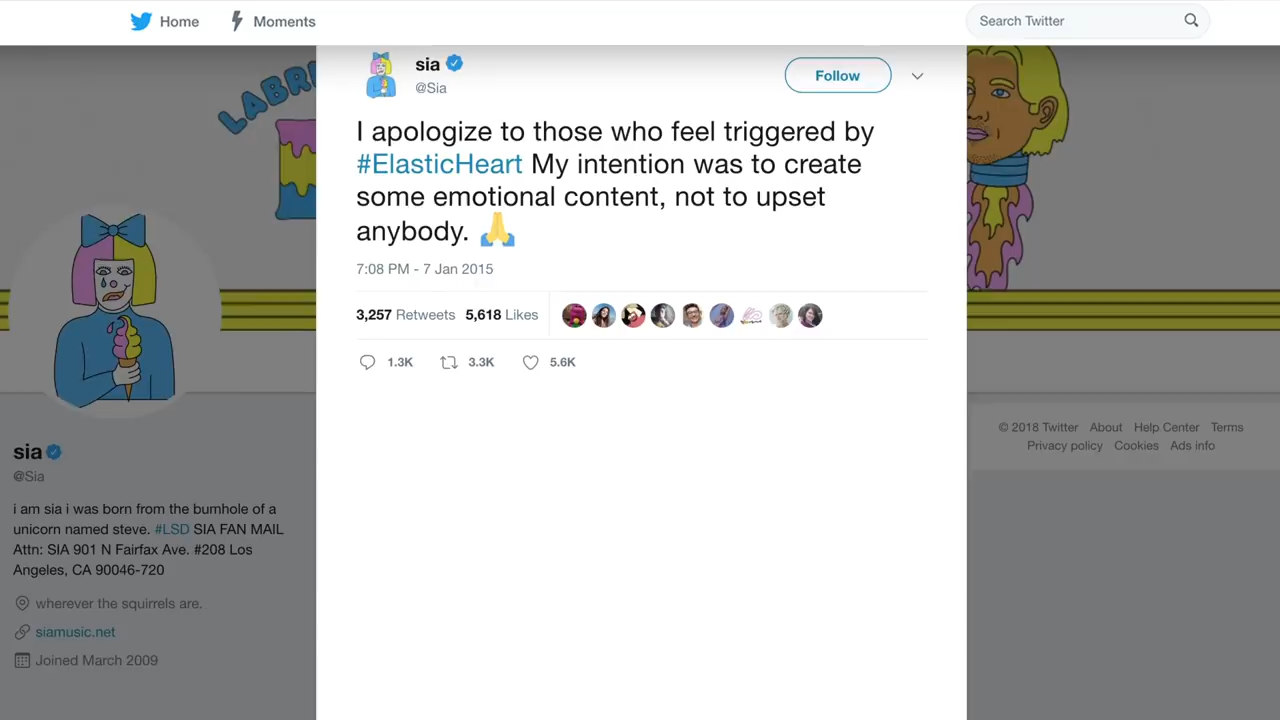 Home
Moments
Search Twitter
LABRI
sia
@Sia
Follow
I apologize to those who feel triggered by
#ElasticHeart My intention was to create
some emotional content, not to upset
anybody. 🙏
7:08 PM - 7 Jan 2015
3,257 Retweets 5,618 Likes
1.3K 3.3K 5.6K
sia
@Sia
i am sia i was born from the bumhole of a
unicorn named steve. #LSD SIA FAN MAIL
Attn: SIA 901 N Fairfax Ave. #208 Los
Angeles, CA 90046-720
wherever the squirrels are.
siamusic.net
Joined March 2009
© 2018 Twitter About Help Center Terms
Privacy policy Cookies Ads info